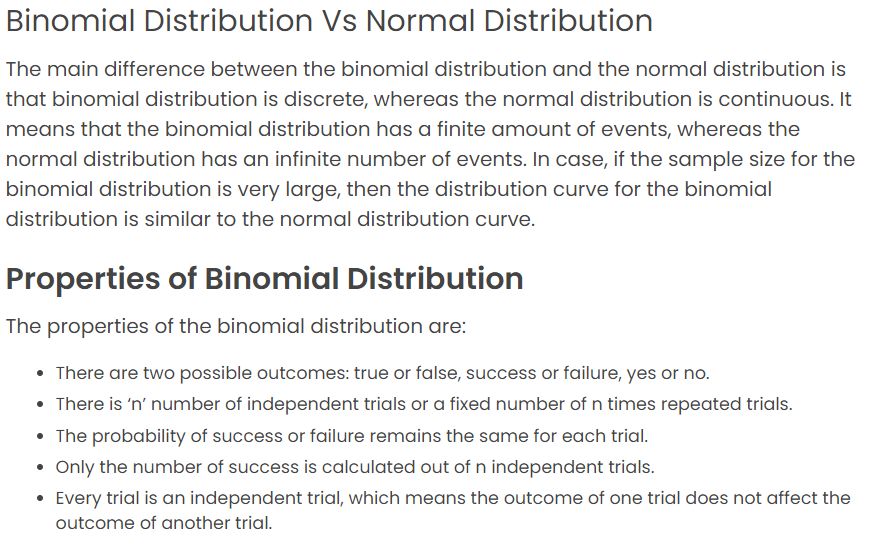 Binomial Distribution Vs Normal Distribution
The main difference between the binomial distribution and the normal distribution is
that binomial distribution is discrete, whereas the normal distribution is continuous. It
means that the binomial distribution has a finite amount of events, whereas the
normal distribution has an infinite number of events. In case, if the sample size for the
binomial distribution is very large, then the distribution curve for the binomial
distribution is similar to the normal distribution curve.
Properties of Binomial Distribution
The properties of the binomial distribution are:
• There are two possible outcomes: true or false, success or failure, yes or no.
• There is ‘n’ number of independent trials or a fixed number of n times repeated trials.
• The probability of success or failure remains the same for each trial.
• Only the number of success is calculated out of n independent trials.
• Every trial is an independent trial, which means the outcome of one trial does not affect the
outcome of another trial.